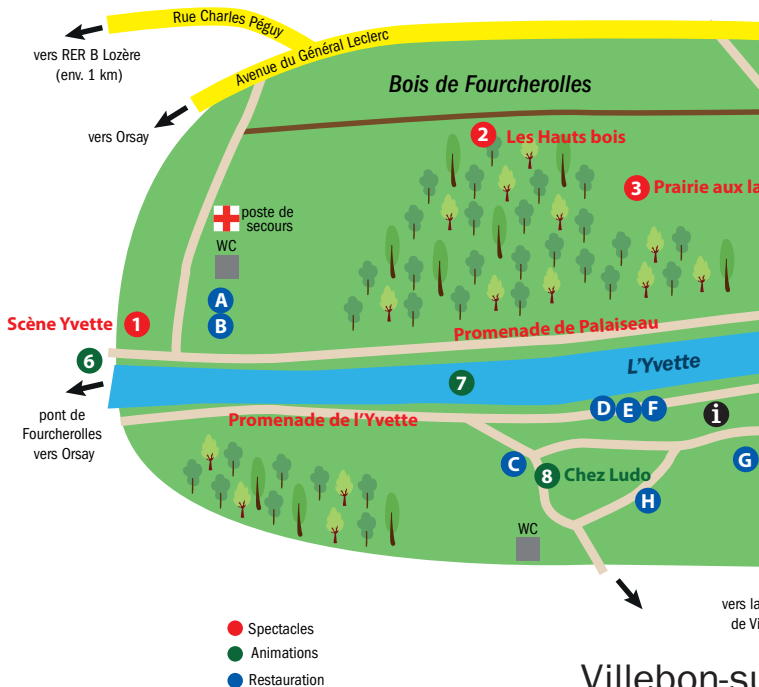 Rue Charles Péguy
vers RER B Lozère
(env. 1 km)
Avenue du Général Leclerc
Bois de Fourcherolles
vers Orsay
2 Les Hauts bois
3 Prairie aux la
poste de
secours
WC
A
B
Scène Yvette 1
Promenade de Palaiseau
6
L'Yvette
7
pont de
Fourcherolles
vers Orsay
Promenade de l'Yvette
D E F
i
C
8 Chez Ludo
G
H
WC
vers la
de Vi
Spectacles
Animations
Restauration
Villebon-su